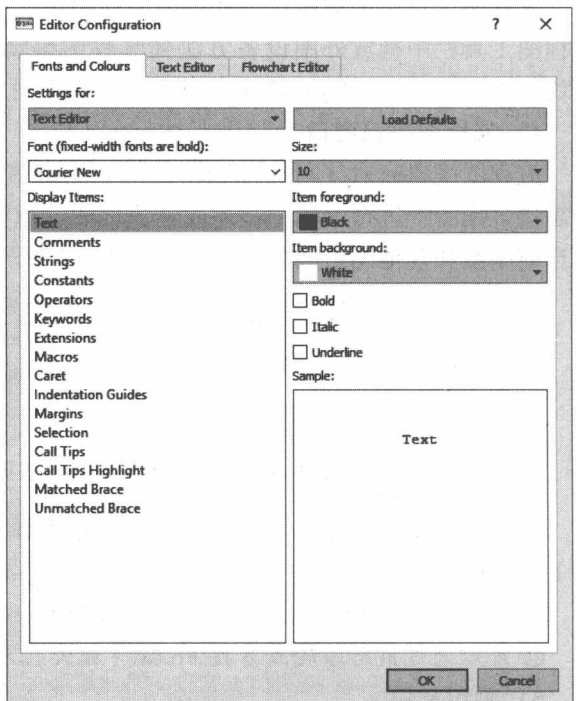 Editor Configuration ? ×
Fonts and Colours Text Editor Flowchart Editor
Settings for:
Text Editor Load Defaults
Font (fixed-width fonts are bold): Size:
Courier New 10
Display Items: Item foreground:
Text Black
Comments
Strings Item background:
Constants White
Operators Bold
Keywords Italic
Extensions Underline
Macros Sample:
Caret
Indentation Guides
Margins
Selection Text
Call Tips
Call Tips Highlight
Matched Brace
Unmatched Brace
OK Cancel